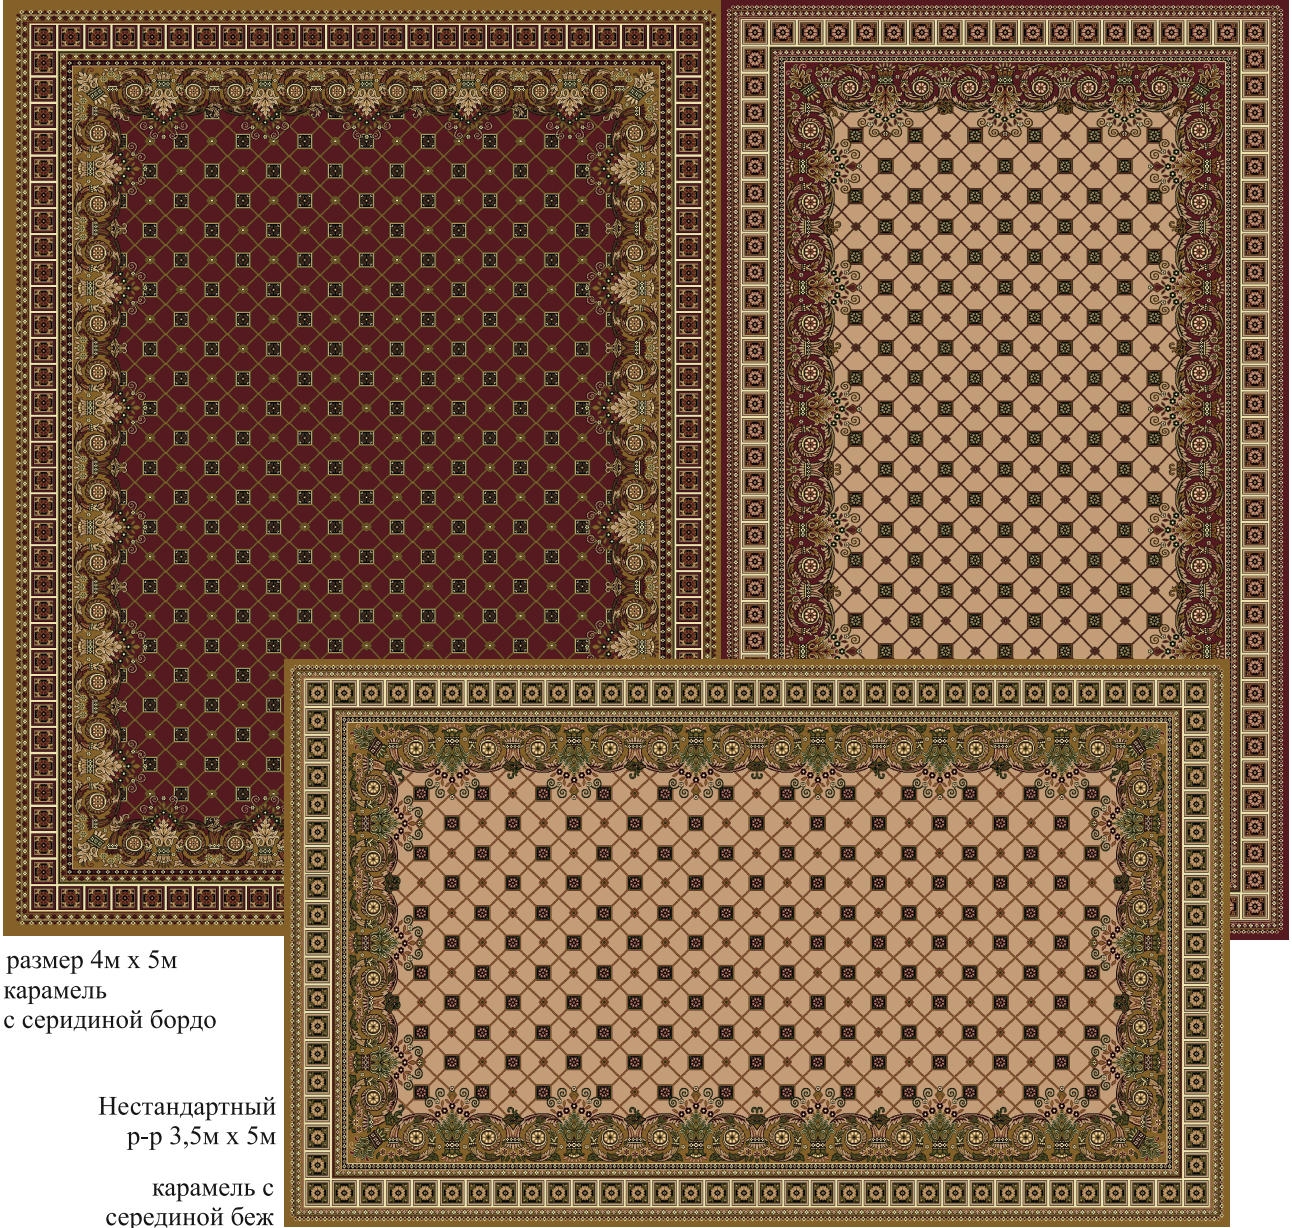 размер 4м х 5м
карамель
с серидиной бордо
Нестандартный
р-р 3,5м х 5м
карамель с
серединой беж